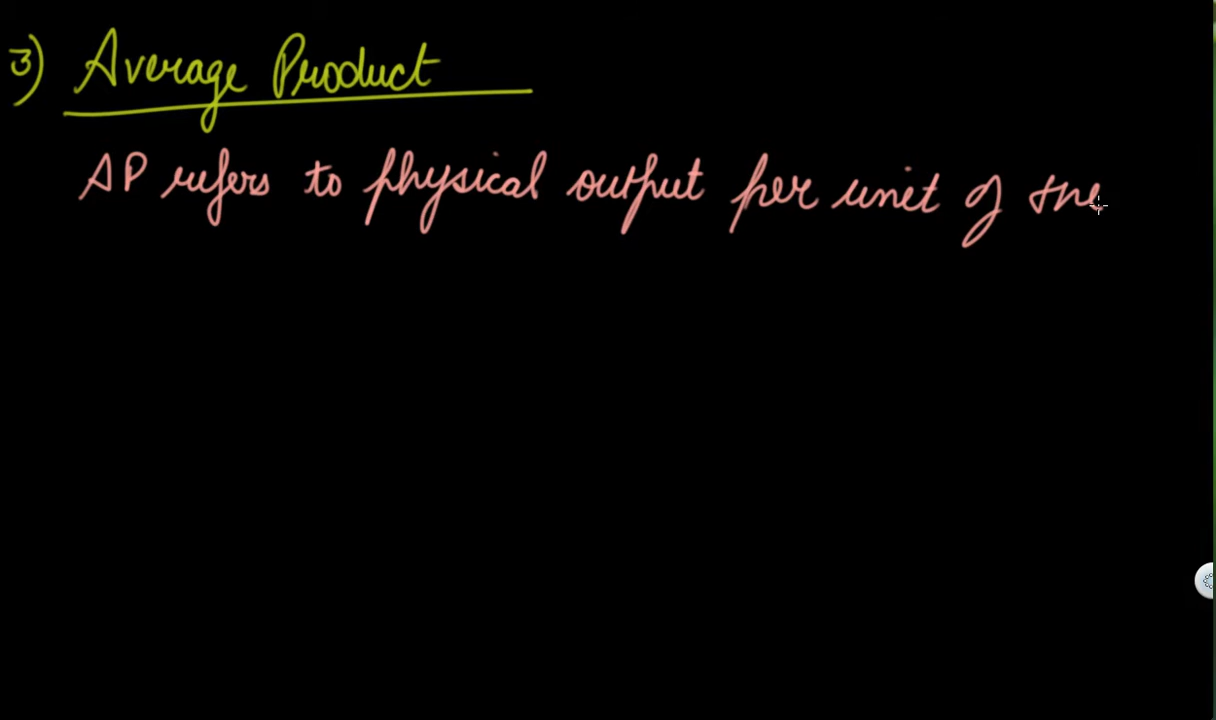 3) Average Product
AP refers to physical output per unit of the